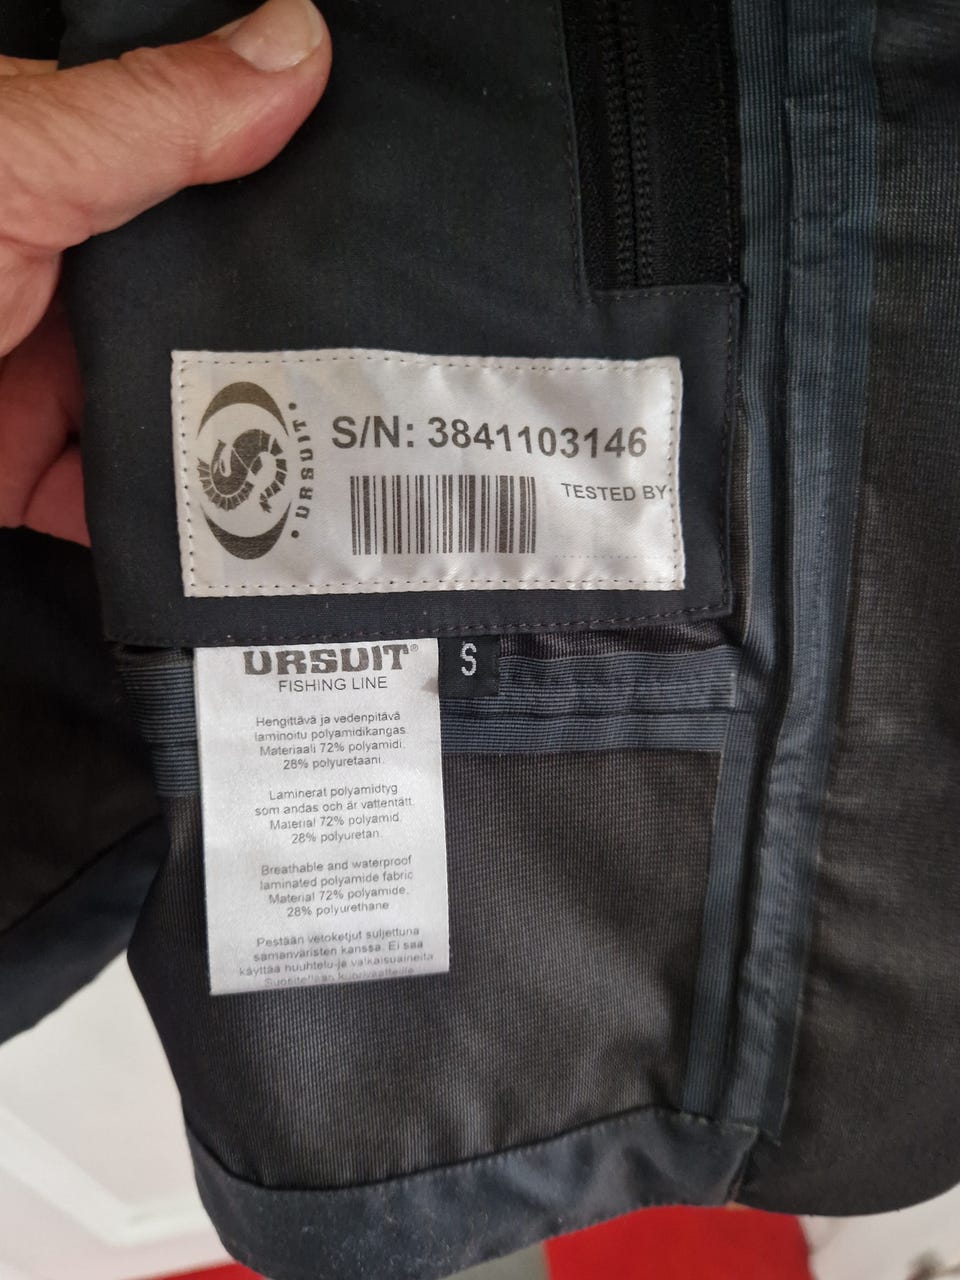 • URSUIT •
S/N: 3841103146
TESTED BY:
URSUIT®
S
FISHING LINE
Hengittävä ja vedenpitävä
laminoitu polyamidikangas.
Materiaali 72% polyamidi.
28% polyuretaani.
Laminerat polyamidtyg
som andas och är vattentätt.
Material 72% polyamid.
28% polyuretan.
Breathable and waterproof
laminated polyamide fabric
Material 72% polyamide.
28% polyurethane
Pestään vetoketjut suljettuna
samanväristen kanssa. Ei saa
käyttää huuhtelu-ja valkaisuaineita
Suositellaan kuivivaatteille